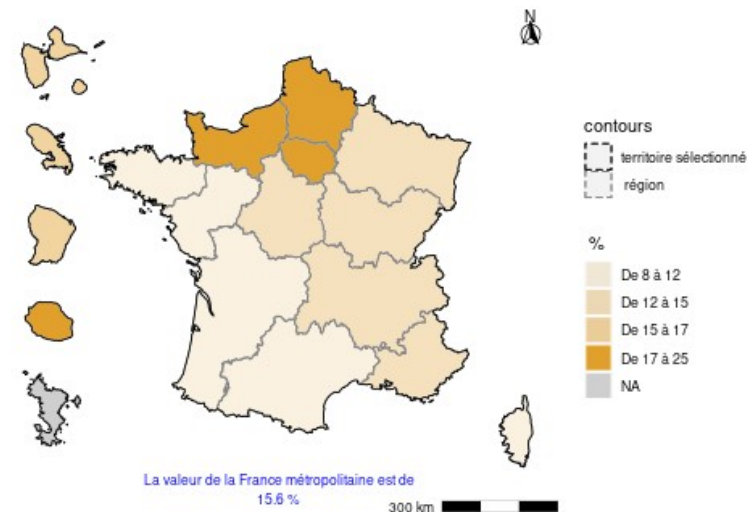 N
contours
territoire sélectionné
région
%
De 8 à 12
De 12 à 15
De 15 à 17
De 17 à 25
NA
La valeur de la France métropolitaine est de
15.6 %
300 km